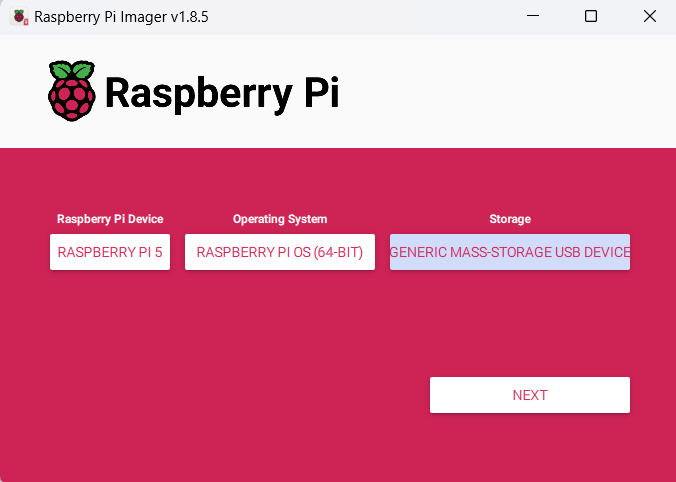 Raspberry Pi Imager v1.8.5
Raspberry Pi
Raspberry Pi Device Operating System Storage
RASPBERRY PI 5 RASPBERRY PI OS (64-BIT) GENERIC MASS-STORAGE USB DEVICE
NEXT